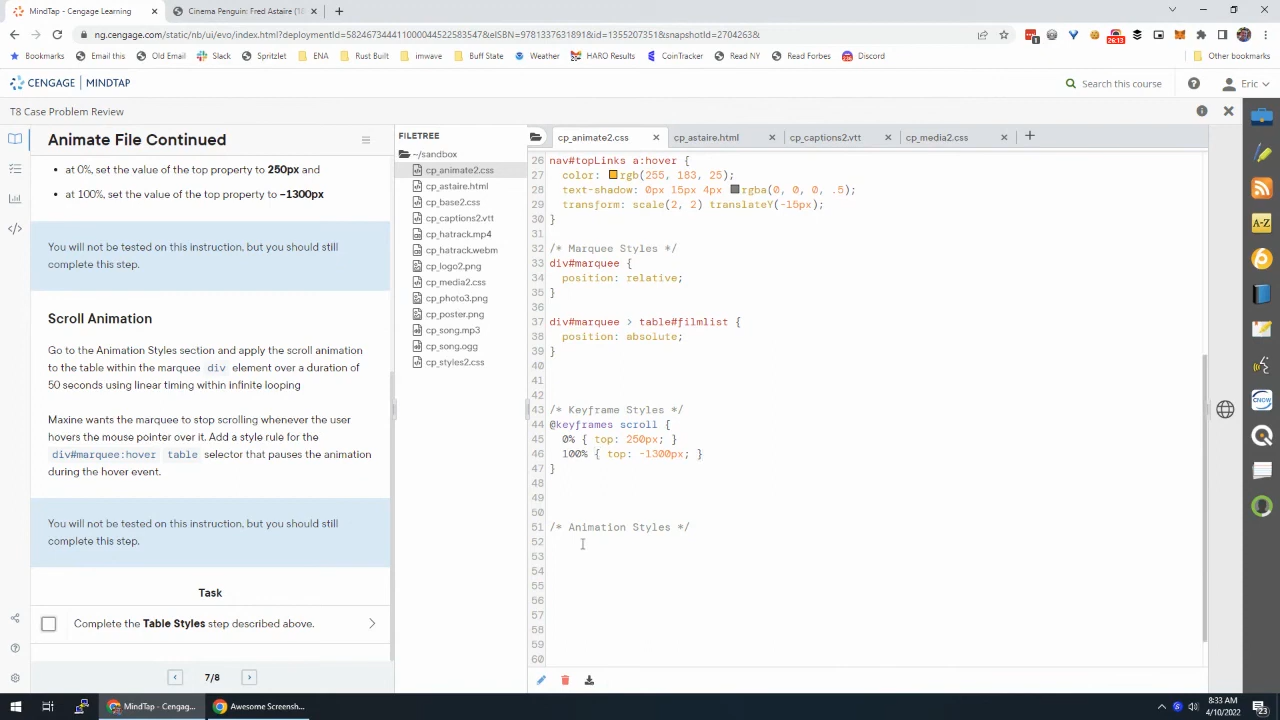 MindTap - Cengage Learning
Cinema Penguin: Fred Astaire (18
ng.cengage.com/static/nb/ui/evo/index.html?deploymentId=58246734441100044522583547&eISBN=9781337631891&id=1355207351&snapshotId=2704263&
26:13
Bookmarks
Email this
Old Email
Slack
Spritzlet
ENA
Rust Built
imwave
Buff Shib
Weather
HARO Results
CoinTracker
Read NY
Read Forbes
Discord
Other bookmarks
CENGAGE | MINDTAP
Search this course
Eric
T8 Case Problem Review
Animate File Continued
at 0%, set the value of the top property to 250px and
at 100%, set the value of the top property to –1300px
You will not be tested on this instruction, but you should still
complete this step.
Scroll Animation
Go to the Animation Styles section and apply the scroll animation
to the table within the marquee div element over a duration of
50 seconds using linear timing within infinite looping
Maxine wants the marquee to stop scrolling whenever the user
hovers the mouse pointer over it. Add a style rule for the
div#marquee:hover table selector that pauses the animation
during the hover event.
You will not be tested on this instruction, but you should still
complete this step.
Task
Complete the Table Styles step described above.
7/8
FILETREE
~/sandbox
cp_animate2.css
cp_astaire.html
cp_base2.css
cp_captions2.vtt
cp_hatrack.mp4
cp_hatrack.webm
cp_logo2.png
cp_media2.css
cp_photo3.png
cp_poster.png
cp_song.mp3
cp_song.ogg
cp_styles2.css
cp_animate2.css
cp_astaire.html
cp_captions2.vtt
cp_media2.css
26 nav#topLinks a:hover {
27 color: rgb(255, 183, 25);
28 text-shadow: 0px 15px 4px rgba(0, 0, 0, .5);
29 transform: scale(2, 2) translateY(-15px);
30 }
31
32 /* Marquee Styles */
33 div#marquee {
34 position: relative;
35 }
36
37 div#marquee > table#filmlist {
38 position: absolute;
39 }
40
41
42
43 /* Keyframe Styles */
44 @keyframes scroll {
45 0% { top: 250px; }
46 100% { top: -1300px; }
47 }
48
49
50
51 /* Animation Styles */
52
53
54
55
56
57
58
59
60
A-Z
CNOW
MindTap - Cengag...
Awesome Screensh...
8:33 AM
4/10/2022
23